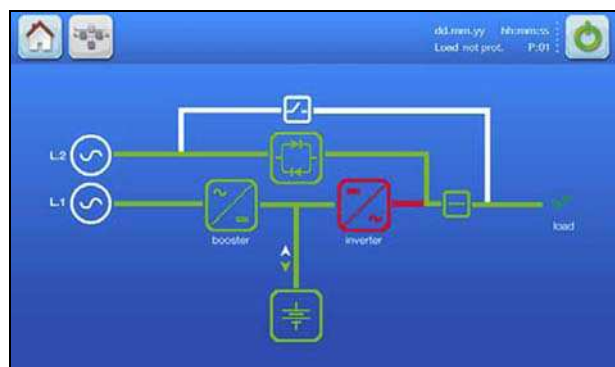 dd.mm.yy hh:mm:ss
Load not prot. P:01
L2
L1
booster
inverter
load